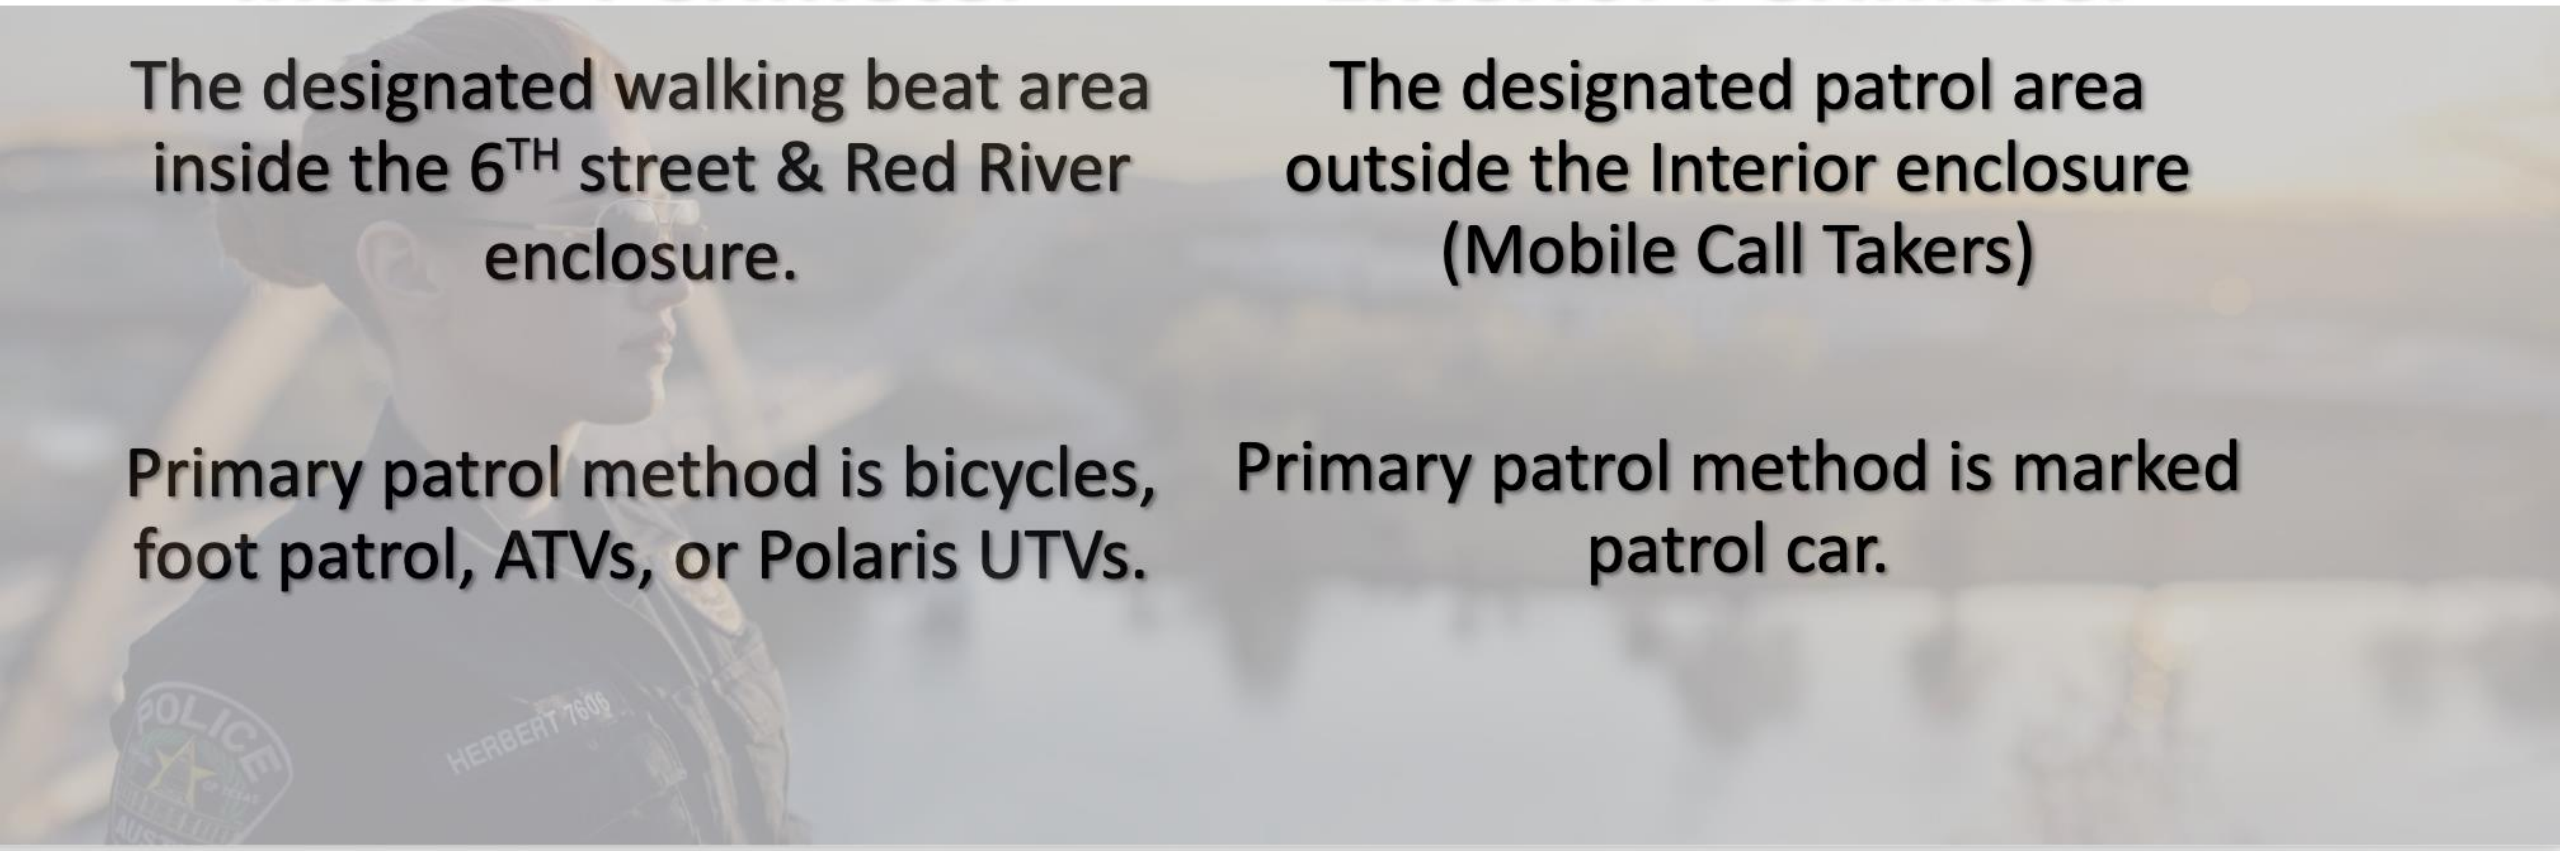 The designated walking beat area
inside the 6TH street & Red River
enclosure.
Primary patrol method is bicycles,
foot patrol, ATVs, or Polaris UTVs.
The designated patrol area
outside the Interior enclosure
(Mobile Call Takers)
Primary patrol method is marked
patrol car.
POLICE
HERBERT 7606